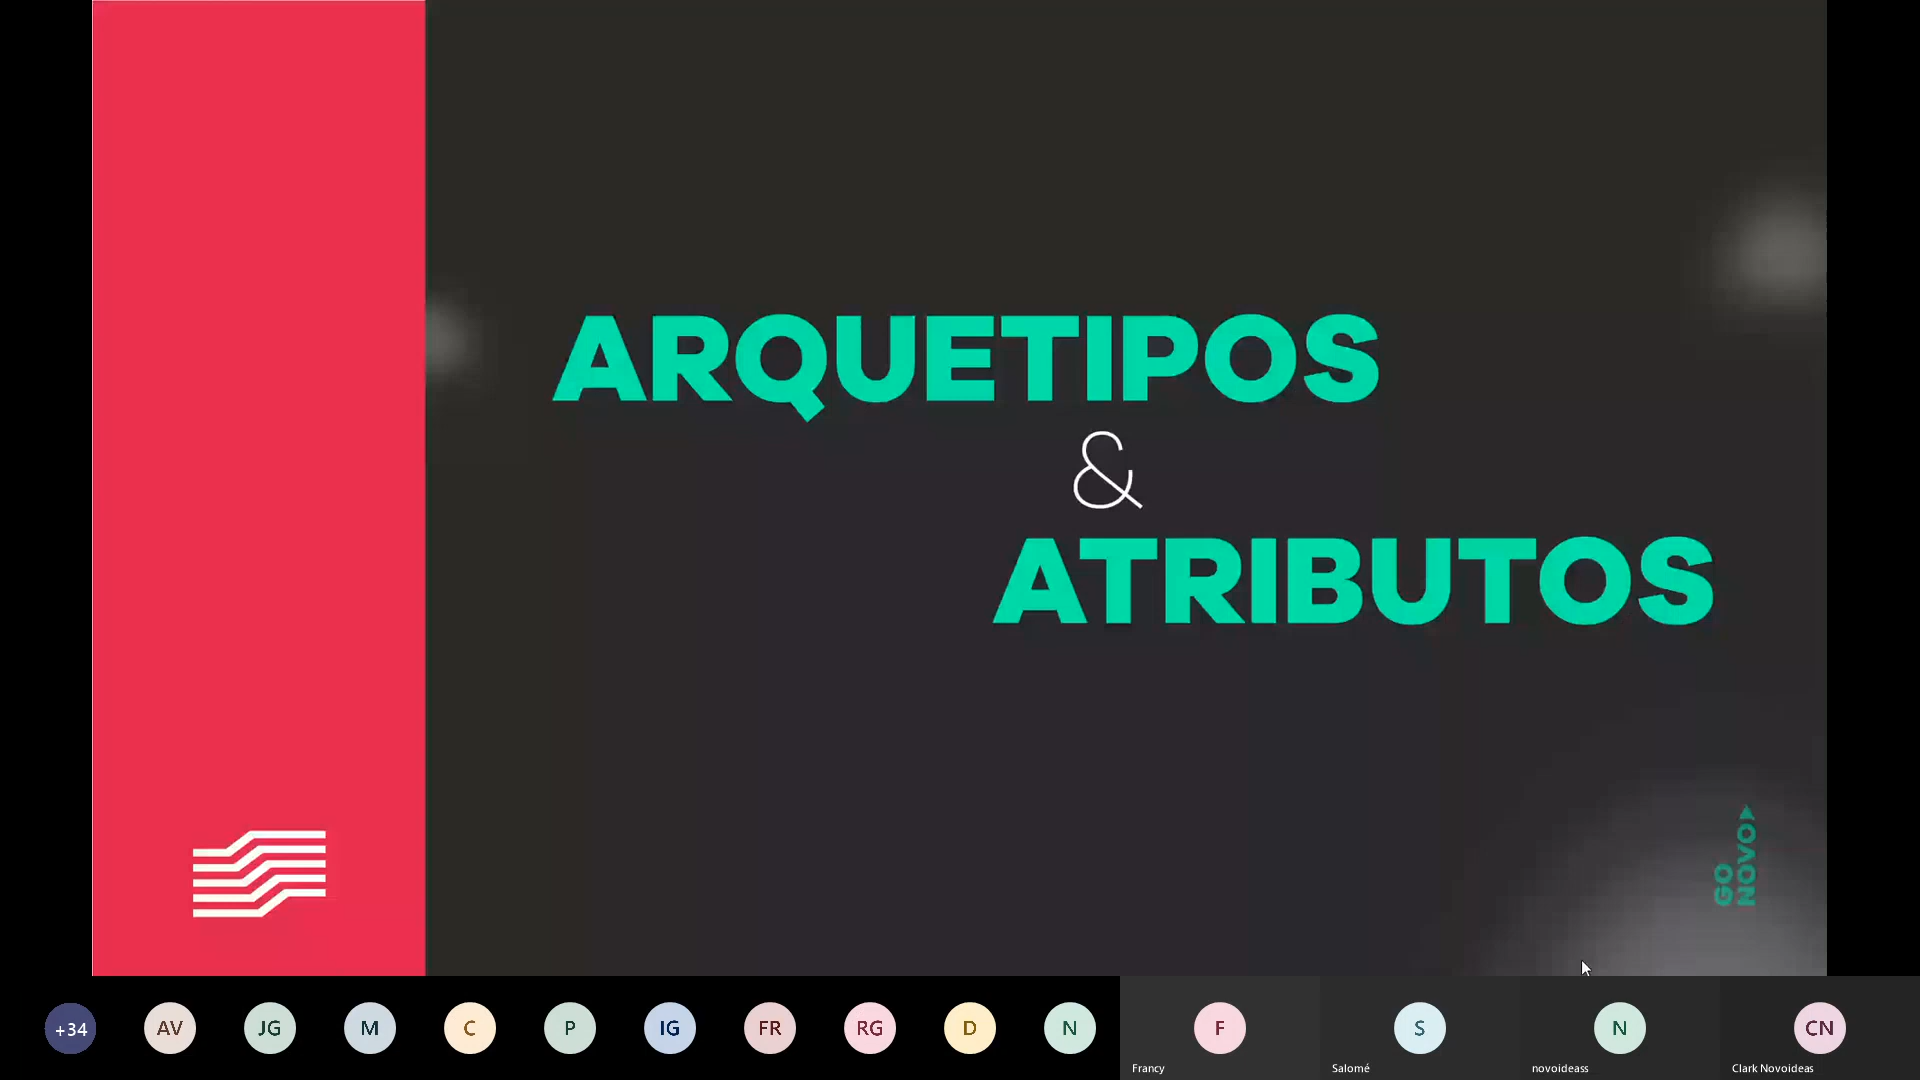 ARQUETIPOS
&
ATRIBUTOS
GO
NOVO
+34
AV
JG
M
C
P
IG
FR
RG
D
N
F
S
N
CN
Francy
Salomé
novoideass
Clark Novoideas